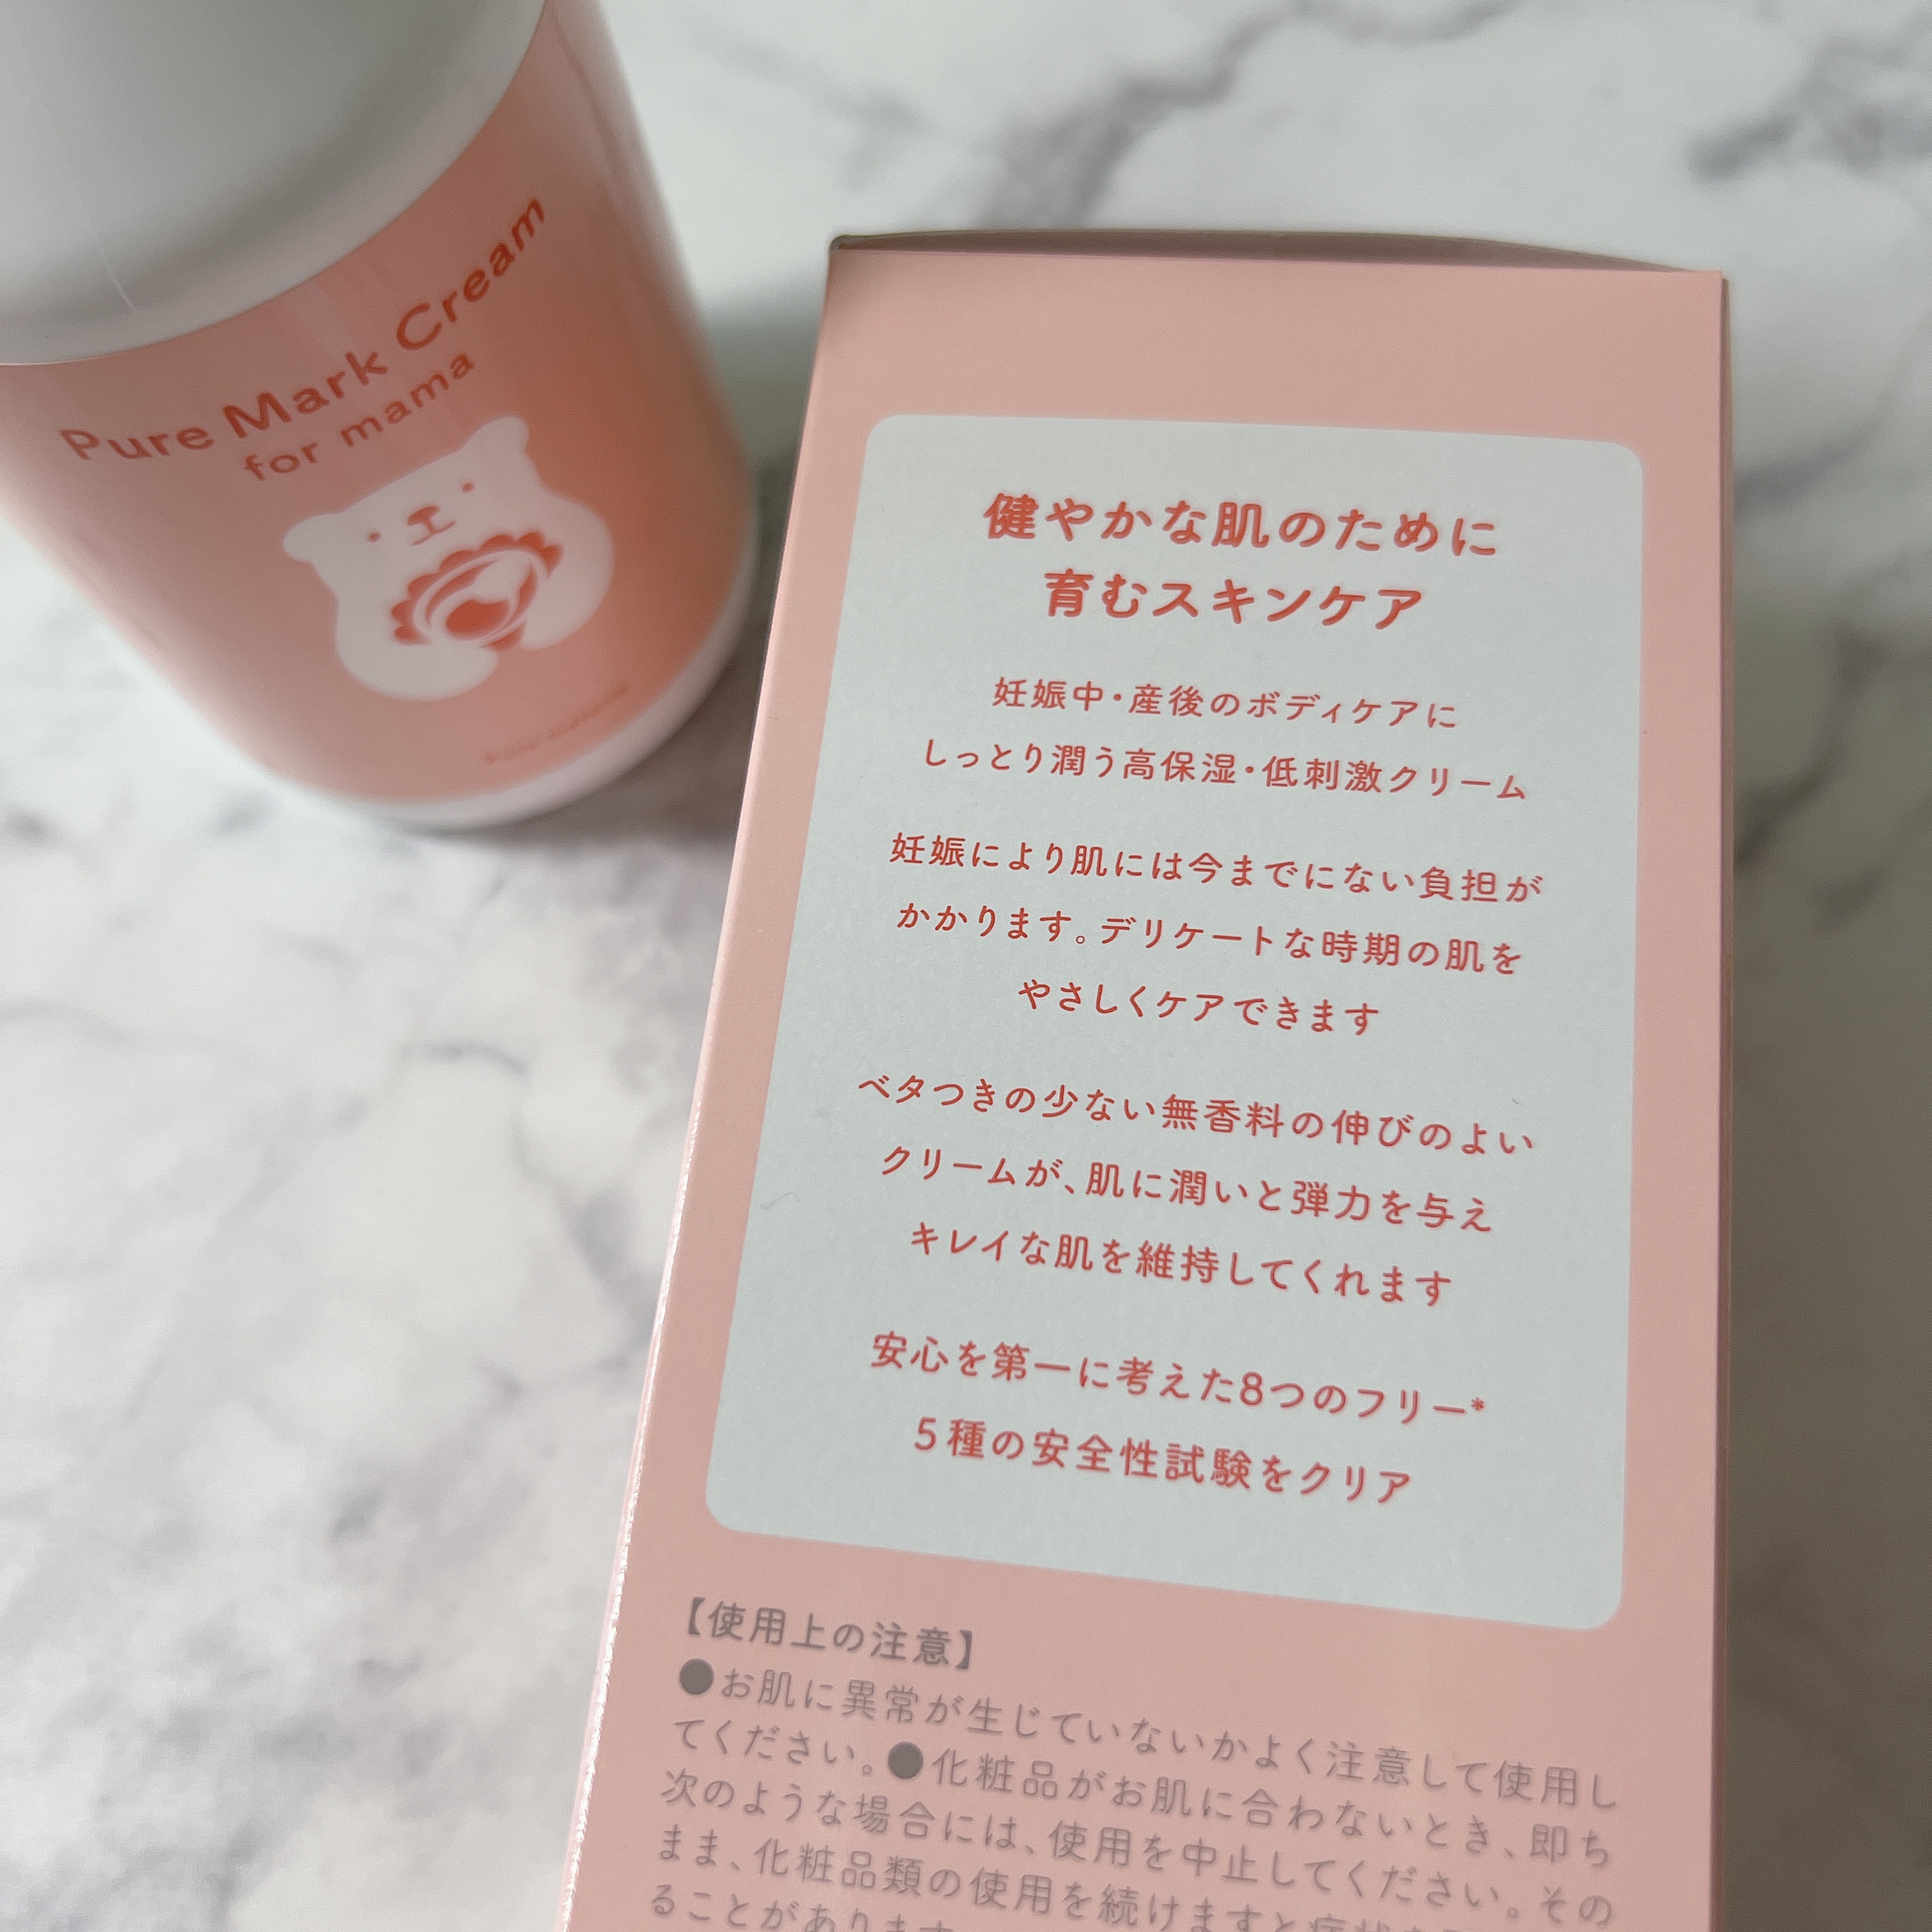 Pure Mark Cream
for mama
健やかな肌のために
育むスキンケア
妊娠中・産後のボディケアに
しっとり潤う高保湿・低刺激クリーム
妊娠により肌には今までにない負担が
かかります。デリケートな時期の肌を
やさしくケアできます
ベタつきの少ない無香料の伸びのよい
クリームが、肌に潤いと弾力を与え
キレイな肌を維持してくれます
安心を第一に考えた8つのフリー*
5種の安全性試験をクリア
【使用上の注意】
●お肌に異常が生じていないかよく注意して使用し
てください。●化粧品がお肌に合わないとき、即ち
次のような場合には、使用を中止してください。その
まま、化粧品類の使用を続けますと症状を
ることがあります